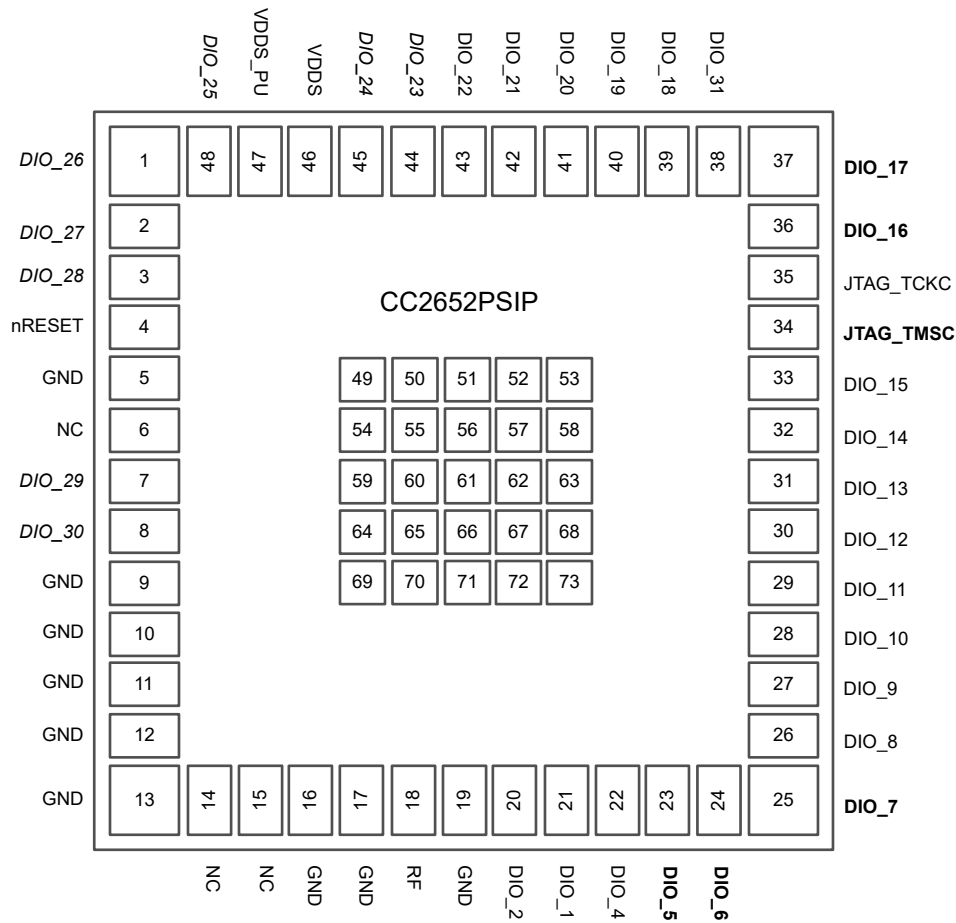 DIO_25
VDDS_PU
VDDS
DIO_24
DIO_23
DIO_22
DIO_21
DIO_20
DIO_19
DIO_18
DIO_31
DIO_26 1 48 47 46 45 44 43 42 41 40 39 38 37 DIO_17
DIO_27 2 36 DIO_16
DIO_28 3 35 JTAG_TCKC
CC2652PSIP
nRESET 4 34 JTAG_TMSC
GND 5 49 50 51 52 53 33 DIO_15
NC 6 54 55 56 57 58 32 DIO_14
DIO_29 7 59 60 61 62 63 31 DIO_13
DIO_30 8 64 65 66 67 68 30 DIO_12
GND 9 69 70 71 72 73 29 DIO_11
GND 10 28 DIO_10
GND 11 27 DIO_9
GND 12 26 DIO_8
GND 13 14 15 16 17 18 19 20 21 22 23 24 25 DIO_7
NC
NC
GND
GND
RF
GND
DIO_2
DIO_1
DIO_4
DIO_5
DIO_6